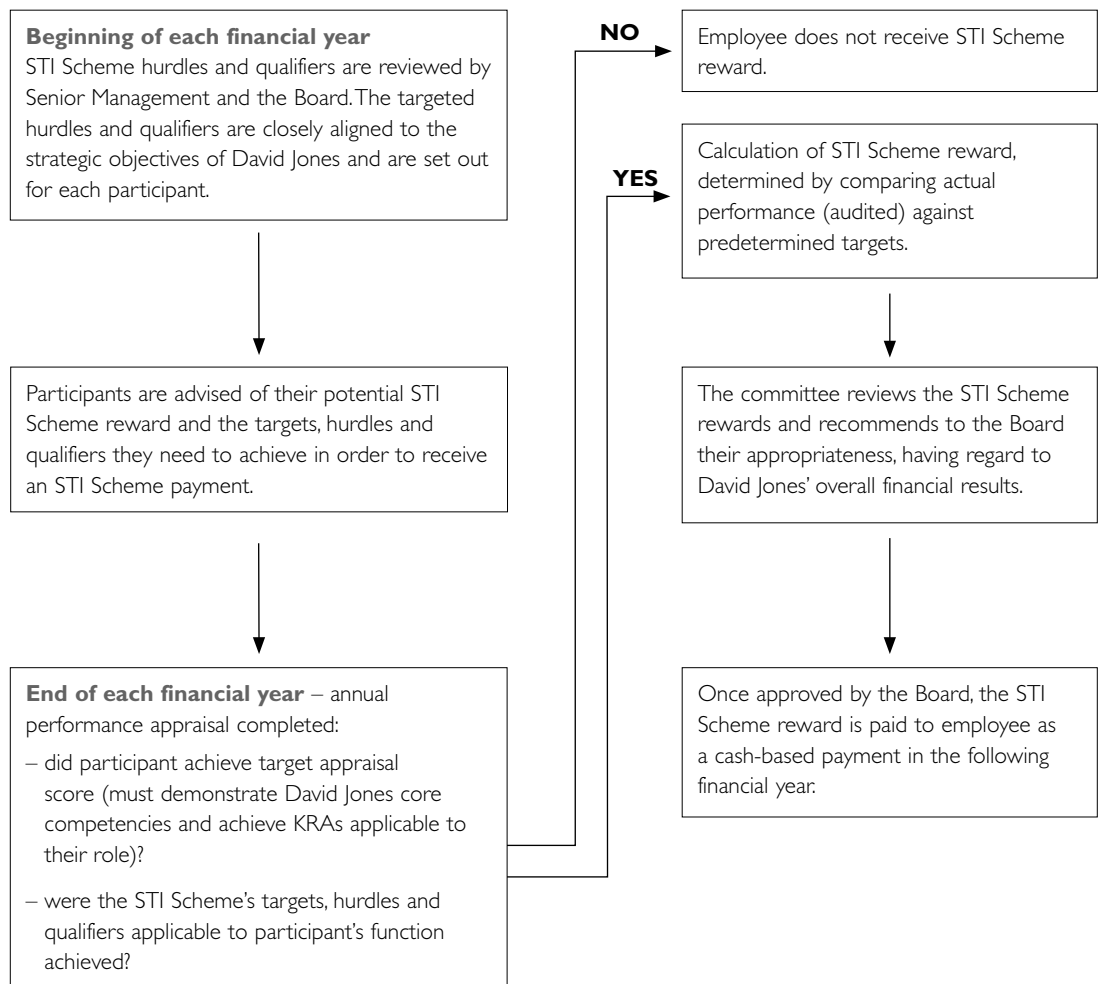 Beginning of each financial year
STI Scheme hurdles and qualifiers are reviewed by
Senior Management and the Board. The targeted
hurdles and qualifiers are closely aligned to the
strategic objectives of David Jones and are set out
for each participant.
Participants are advised of their potential STI
Scheme reward and the targets, hurdles and
qualifiers they need to achieve in order to receive
an STI Scheme payment.
End of each financial year – annual
performance appraisal completed:
– did participant achieve target appraisal
score (must demonstrate David Jones core
competencies and achieve KRAs applicable to
their role)?
– were the STI Scheme's targets, hurdles and
qualifiers applicable to participant's function
achieved?
NO
Employee does not receive STI Scheme
reward.
YES
Calculation of STI Scheme reward,
determined by comparing actual
performance (audited) against
predetermined targets.
The committee reviews the STI Scheme
rewards and recommends to the Board
their appropriateness, having regard to
David Jones' overall financial results.
Once approved by the Board, the STI
Scheme reward is paid to employee as
a cash-based payment in the following
financial year.